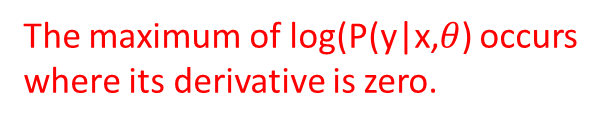 The maximum of log(P(y|x,θ) occurs
where its derivative is zero.